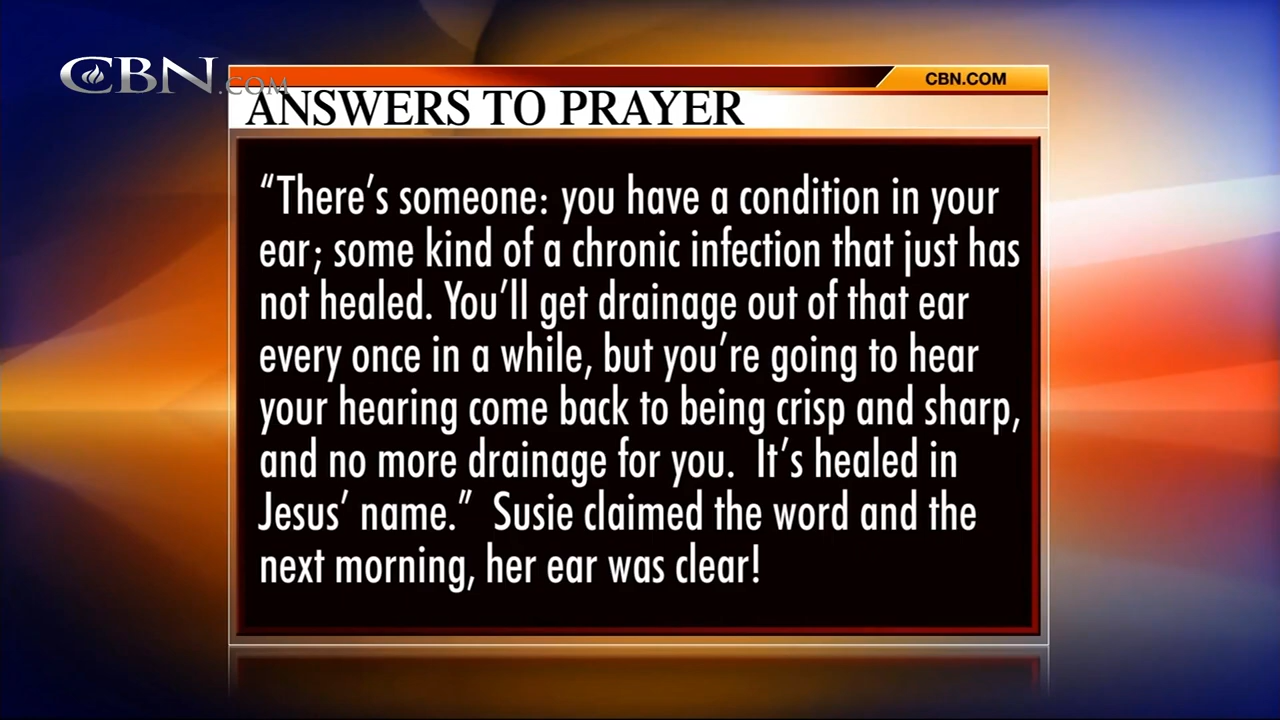 CBN.COM
CBN.COM
ANSWERS TO PRAYER
“There’s someone: you have a condition in your
ear; some kind of a chronic infection that just has
not healed. You’ll get drainage out of that ear
every once in a while, but you’re going to hear
your hearing come back to being crisp and sharp,
and no more drainage for you.  It’s healed in
Jesus’ name.”  Susie claimed the word and the
next morning, her ear was clear!